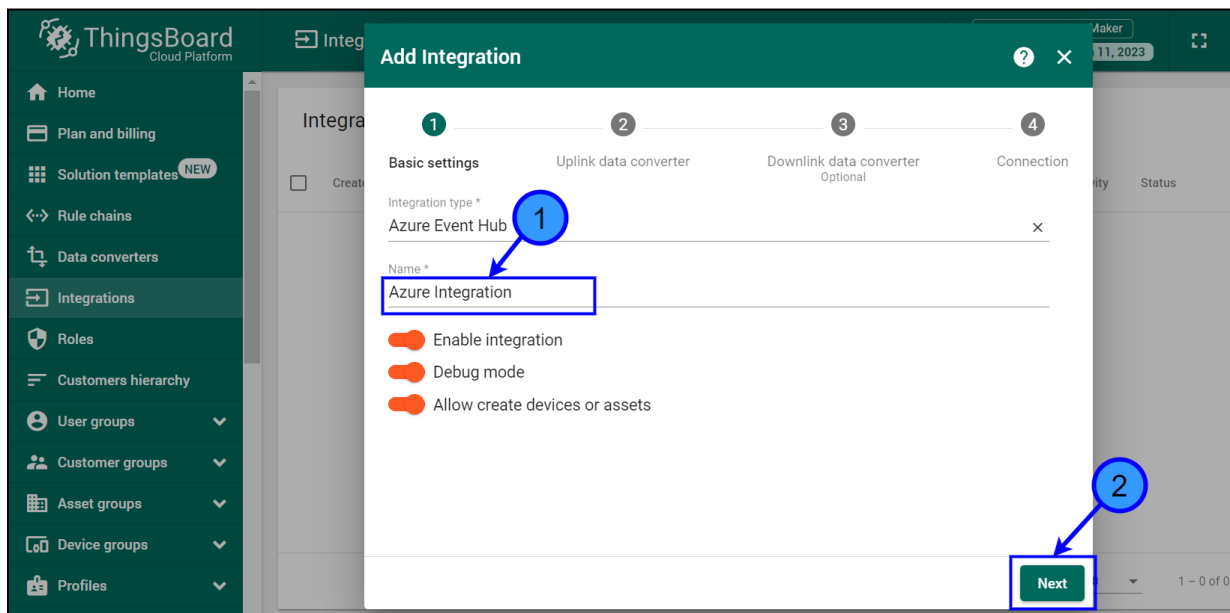 ThingsBoard
Cloud Platform
Integ
Maker
11, 2023
Home
Plan and billing
Solution templates NEW
Rule chains
Data converters
Integrations
Roles
Customers hierarchy
User groups
Customer groups
Asset groups
Device groups
Profiles
Integra
Create
ity
Status
Add Integration
?
1
2
3
4
Basic settings
Uplink data converter
Downlink data converter
Optional
Connection
Integration type *
Azure Event Hub
1
Name *
Azure Integration
Enable integration
Debug mode
Allow create devices or assets
2
Next
1 – 0 of 0